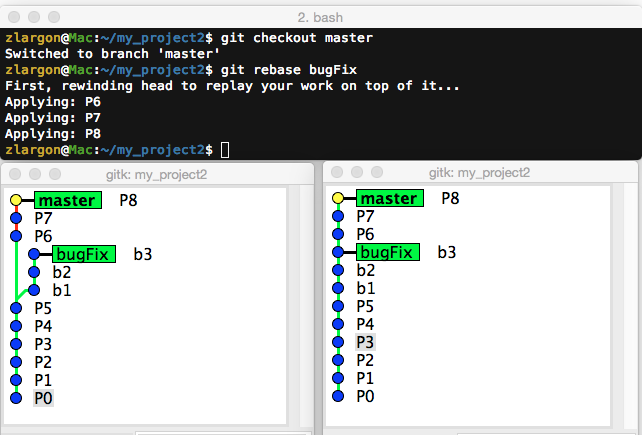 2. bash
zlargon@Mac:~/my_project2$ git checkout master
Switched to branch 'master'
zlargon@Mac:~/my_project2$ git rebase bugFix
First, rewinding head to replay your work on top of it...
Applying: P6
Applying: P7
Applying: P8
zlargon@Mac:~/my_project2$
gitk: my_project2
master P8
P7
P6
bugFix b3
b2
b1
P5
P4
P3
P2
P1
P0
gitk: my_project2
master P8
P7
P6
bugFix b3
b2
b1
P5
P4
P3
P2
P1
P0